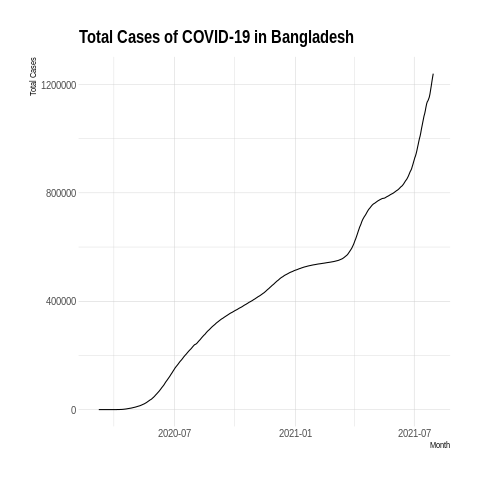 Total Cases of COVID-19 in Bangladesh
Total Cases
1200000
800000
400000
0
2020-07
2021-01
2021-07
Month